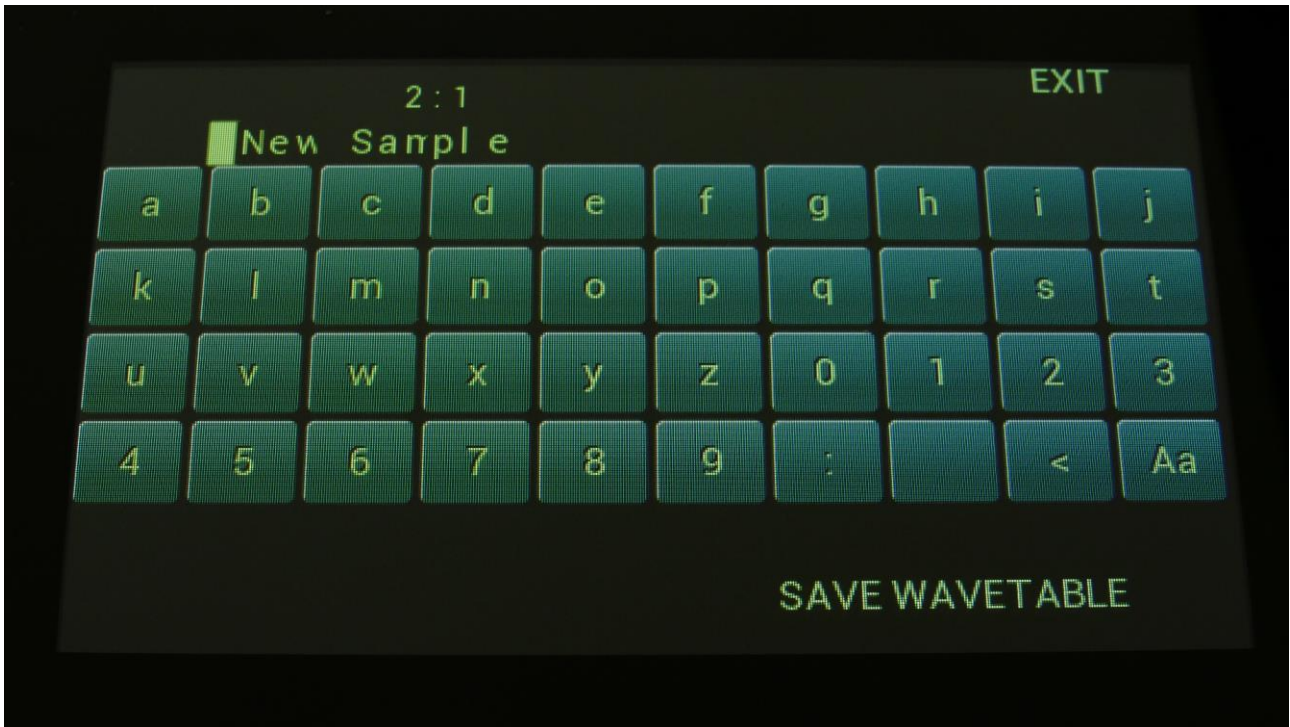 EXIT
2:1
New Sample
a b c d e f g h i j
k l m n o p q r s t
u v w x y z 0 1 2 3
4 5 6 7 8 9 : < Aa
SAVE WAVETABLE